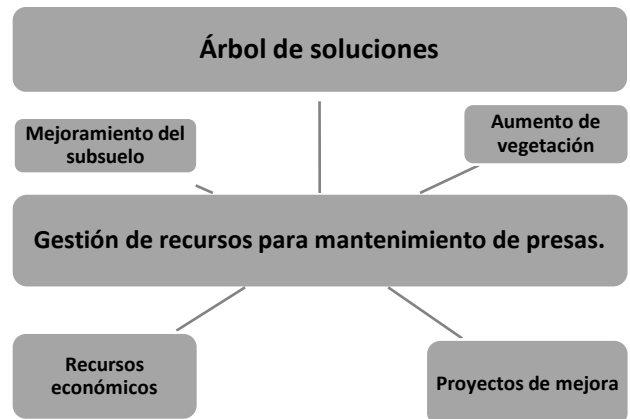 Árbol de soluciones
Mejoramiento del
subsuelo
Aumento de
vegetación
Gestión de recursos para mantenimiento de presas.
Recursos
económicos
Proyectos de mejora